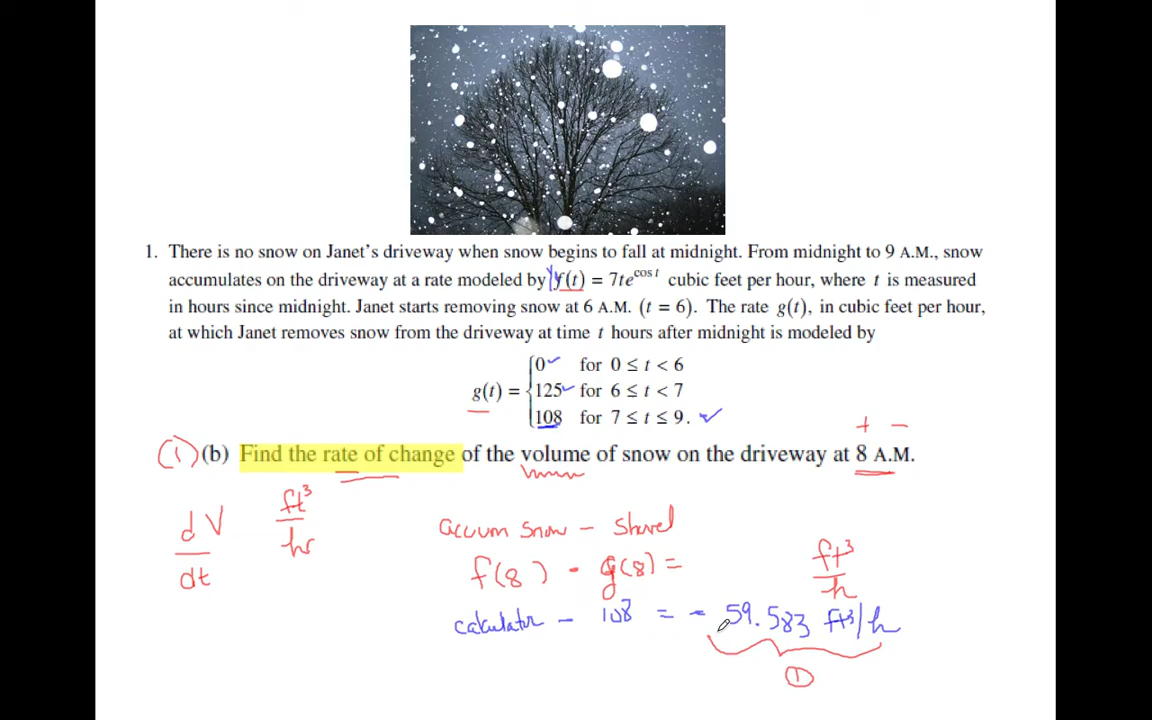 1. There is no snow on Janet's driveway when snow begins to fall at midnight. From midnight to 9 A.M., snow
accumulates on the driveway at a rate modeled by f(t) = 7te^cos t cubic feet per hour, where t is measured
in hours since midnight. Janet starts removing snow at 6 A.M. (t = 6). The rate g(t), in cubic feet per hour,
at which Janet removes snow from the driveway at time t hours after midnight is modeled by
0 for 0 ≤ t < 6
g(t) = { 125 for 6 ≤ t < 7
108 for 7 ≤ t ≤ 9.
+ −
(1) (b) Find the rate of change of the volume of snow on the driveway at 8 A.M.
dV/dt ft³/hr
accum snow − shovel
f(8) - g(8) = ft³/h
calculator − 108 = - 59.583 ft³/h
1